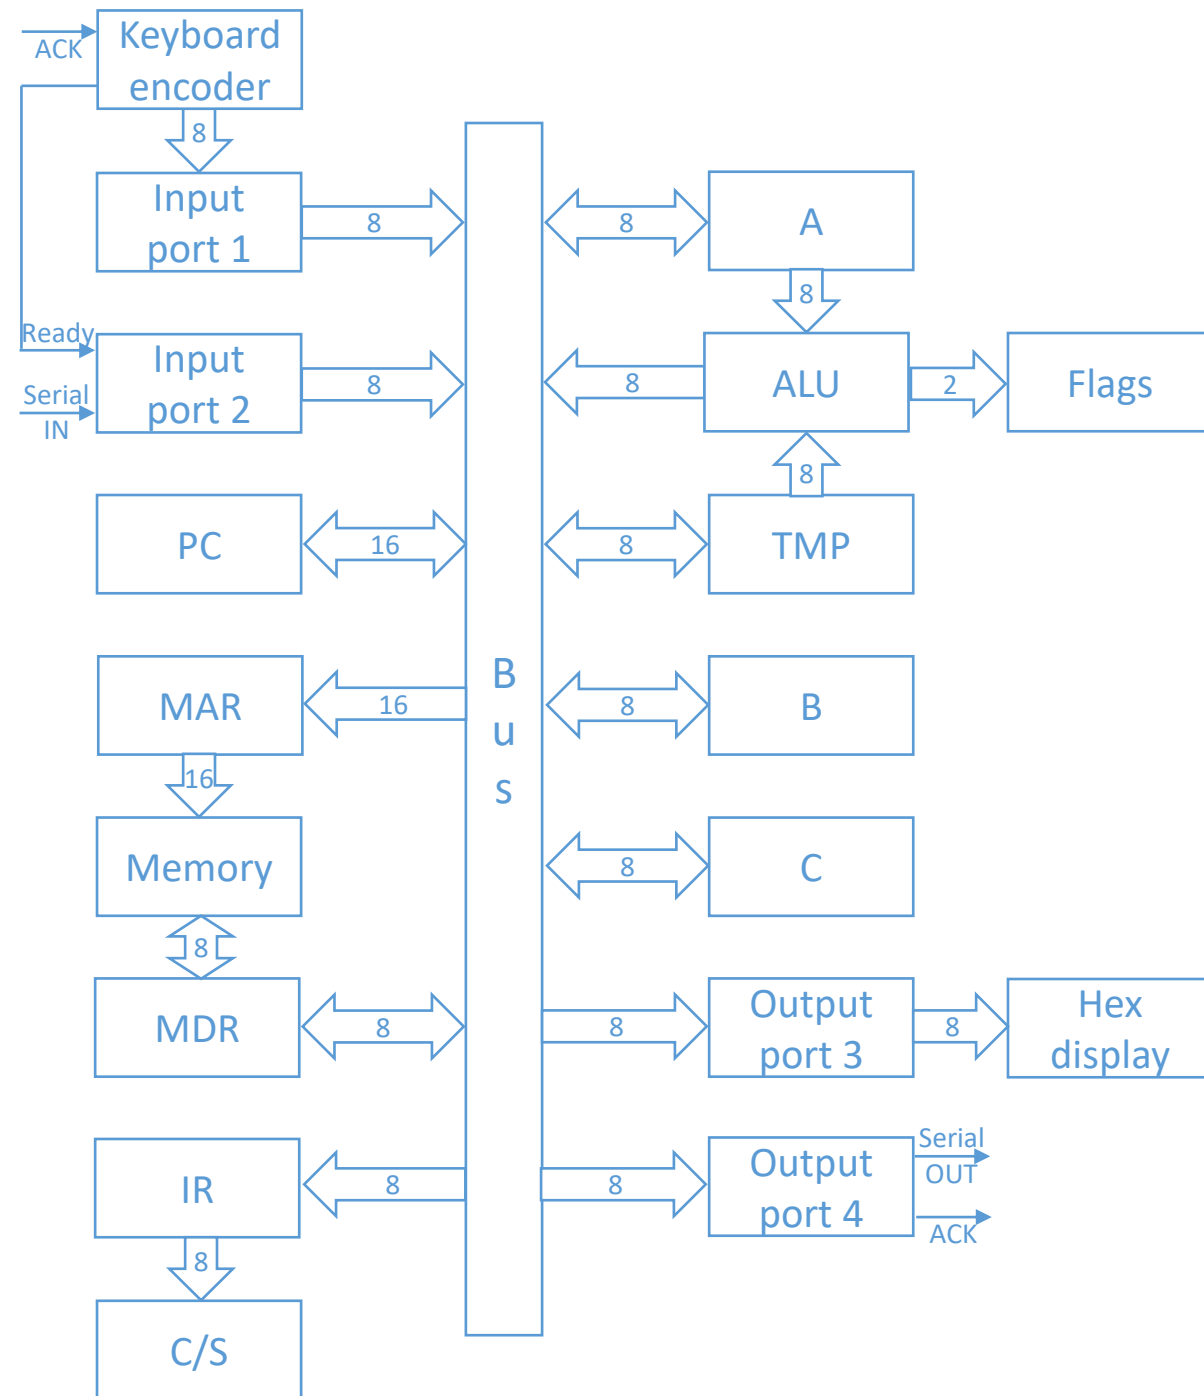 ACK
Keyboard
encoder
8
Input
port 1
8
Ready
Serial
IN
Input
port 2
8
PC
16
MAR
16
16
Memory
8
MDR
8
IR
8
8
C/S
B
u
s
8
A
8
8
ALU
2
Flags
8
8
TMP
8
B
8
C
8
Output
port 3
8
Hex
display
8
Output
port 4
Serial
OUT
ACK